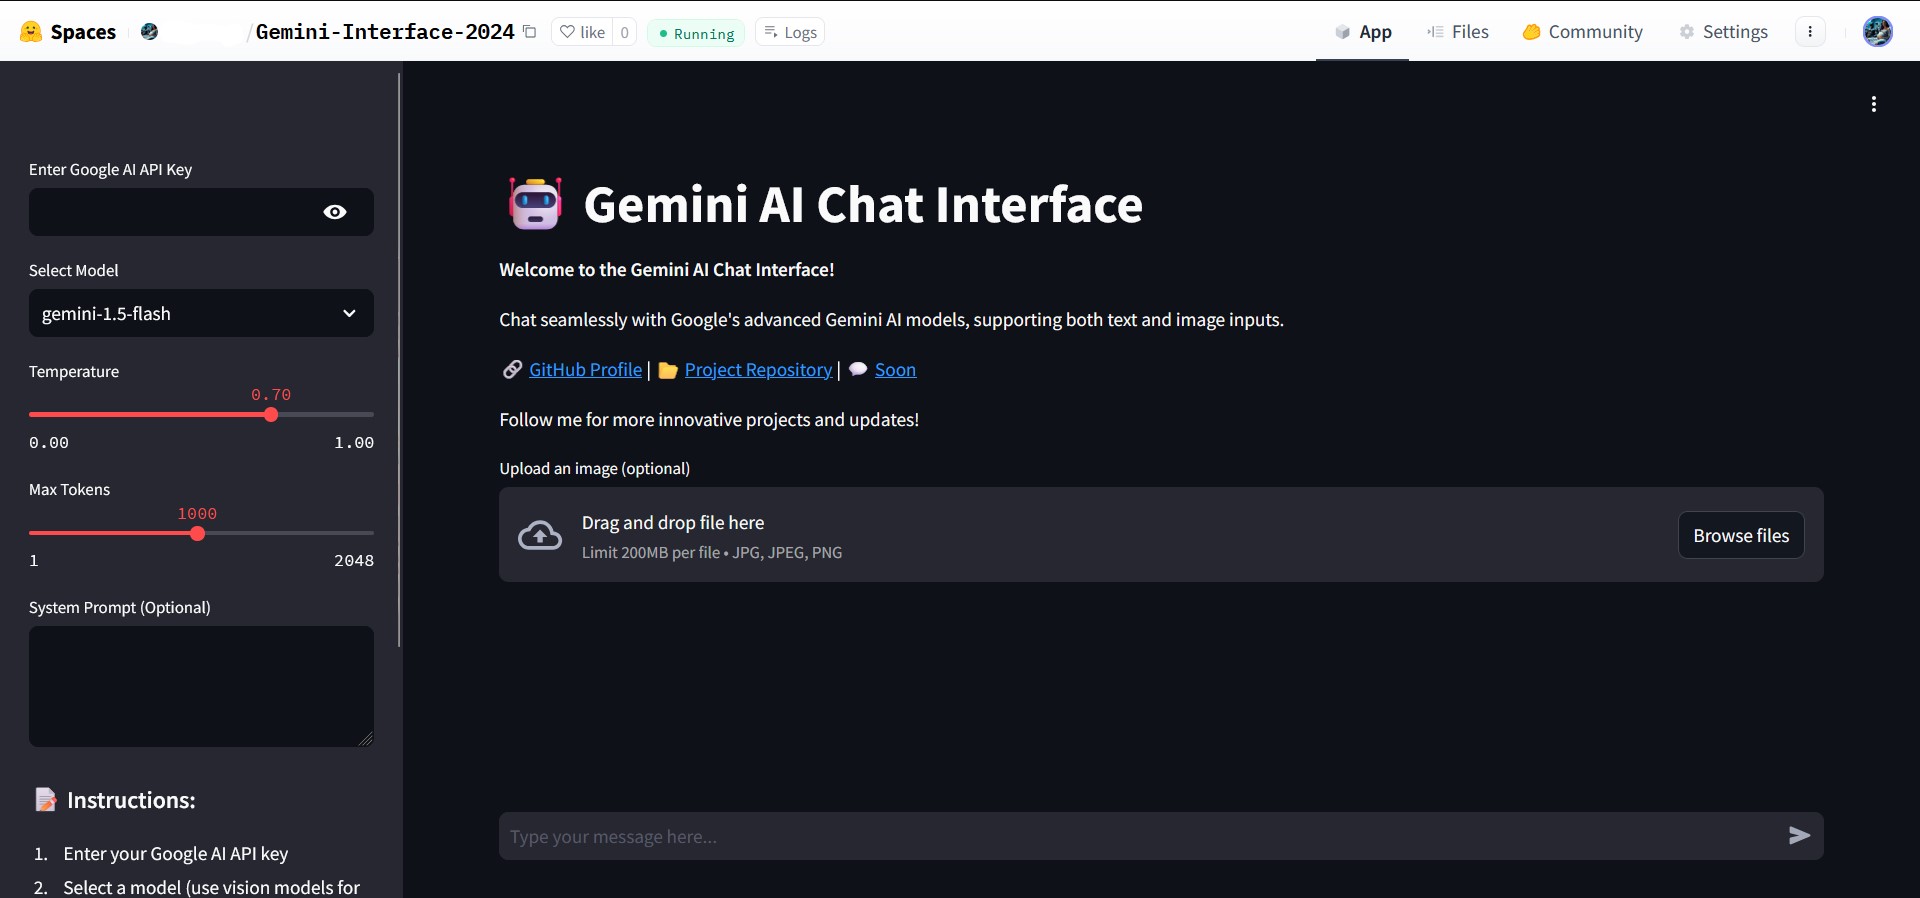 Spaces
/Gemini-Interface-2024
like 0
Running
Logs
App
Files
Community
Settings
Enter Google AI API Key
Select Model
gemini-1.5-flash
Temperature
0.70
0.00 1.00
Max Tokens
1000
1 2048
System Prompt (Optional)
Instructions:
1. Enter your Google AI API key
2. Select a model (use vision models for
Gemini AI Chat Interface
Welcome to the Gemini AI Chat Interface!
Chat seamlessly with Google's advanced Gemini AI models, supporting both text and image inputs.
GitHub Profile | Project Repository | Soon
Follow me for more innovative projects and updates!
Upload an image (optional)
Drag and drop file here
Limit 200MB per file • JPG, JPEG, PNG
Browse files
Type your message here...